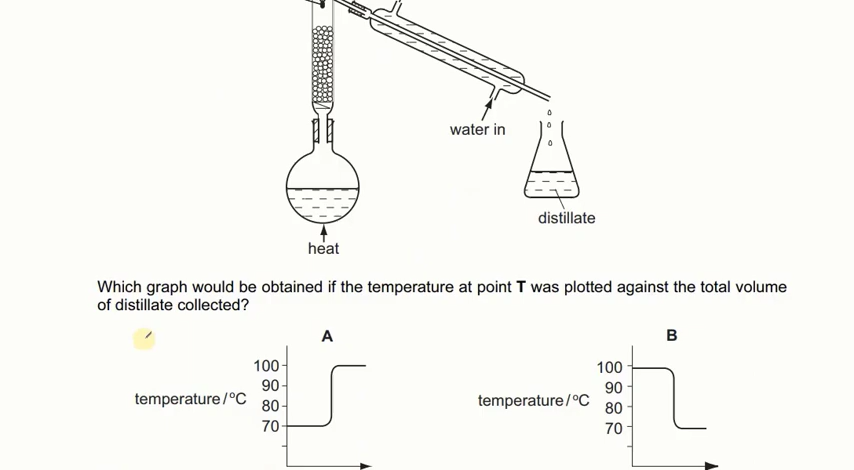 water in
distillate
heat
Which graph would be obtained if the temperature at point T was plotted against the total volume
of distillate collected?
A
100
90
temperature/°C
80
70
B
100
90
temperature/°C
80
70